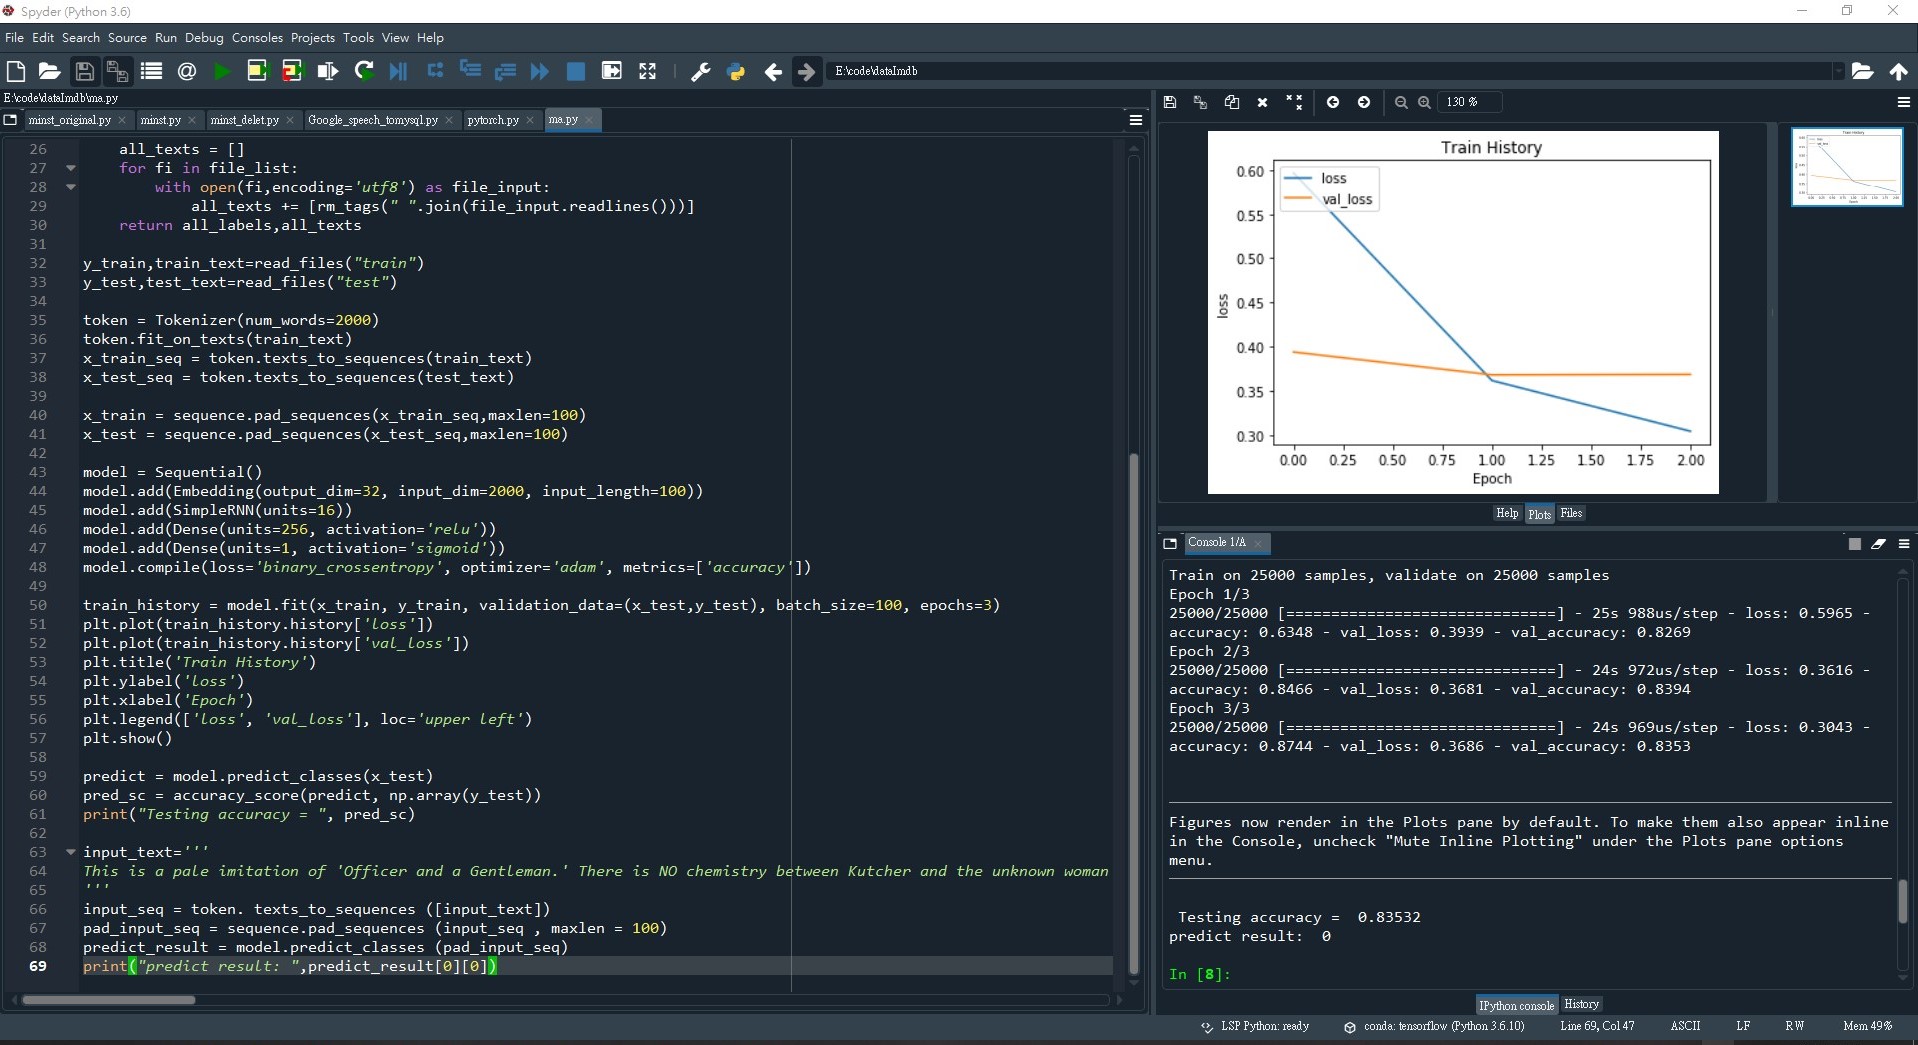 Spyder (Python 3.6)
File Edit Search Source Run Debug Consoles Projects Tools View Help
E:\code\dataImdb
E:\code\dataImdb\ma.py
minst_original.py minst.py minst_delet.py Google_speech_tomysql.py pytorch.py ma.py
26 all_texts = []
27 for fi in file_list:
28 with open(fi,encoding='utf8') as file_input:
29 all_texts += [rm_tags(" ".join(file_input.readlines()))]
30 return all_labels,all_texts
31
32 y_train,train_text=read_files("train")
33 y_test,test_text=read_files("test")
34
35 token = Tokenizer(num_words=2000)
36 token.fit_on_texts(train_text)
37 x_train_seq = token.texts_to_sequences(train_text)
38 x_test_seq = token.texts_to_sequences(test_text)
39
40 x_train = sequence.pad_sequences(x_train_seq,maxlen=100)
41 x_test = sequence.pad_sequences(x_test_seq,maxlen=100)
42
43 model = Sequential()
44 model.add(Embedding(output_dim=32, input_dim=2000, input_length=100))
45 model.add(SimpleRNN(units=16))
46 model.add(Dense(units=256, activation='relu'))
47 model.add(Dense(units=1, activation='sigmoid'))
48 model.compile(loss='binary_crossentropy', optimizer='adam', metrics=['accuracy'])
49
50 train_history = model.fit(x_train, y_train, validation_data=(x_test,y_test), batch_size=100, epochs=3)
51 plt.plot(train_history.history['loss'])
52 plt.plot(train_history.history['val_loss'])
53 plt.title('Train History')
54 plt.ylabel('loss')
55 plt.xlabel('Epoch')
56 plt.legend(['loss', 'val_loss'], loc='upper left')
57 plt.show()
58
59 predict = model.predict_classes(x_test)
60 pred_sc = accuracy_score(predict, np.array(y_test))
61 print("Testing accuracy = ", pred_sc)
62
63 input_text='''
64 This is a pale imitation of 'Officer and a Gentleman.' There is NO chemistry between Kutcher and the unknown woman
65 '''
66 input_seq = token. texts_to_sequences ([input_text])
67 pad_input_seq = sequence.pad_sequences (input_seq , maxlen = 100)
68 predict_result = model.predict_classes (pad_input_seq)
69 print("predict result: ",predict_result[0][0])
130 %
Train History
loss
val_loss
0.60
0.55
0.50
0.45
0.40
0.35
0.30
loss
0.00 0.25 0.50 0.75 1.00 1.25 1.50 1.75 2.00
Epoch
Help Plots Files
Console 1/A
Train on 25000 samples, validate on 25000 samples
Epoch 1/3
25000/25000 [==============================] - 25s 988us/step - loss: 0.5965 -
accuracy: 0.6348 - val_loss: 0.3939 - val_accuracy: 0.8269
Epoch 2/3
25000/25000 [==============================] - 24s 972us/step - loss: 0.3616 -
accuracy: 0.8466 - val_loss: 0.3681 - val_accuracy: 0.8394
Epoch 3/3
25000/25000 [==============================] - 24s 969us/step - loss: 0.3043 -
accuracy: 0.8744 - val_loss: 0.3686 - val_accuracy: 0.8353
Figures now render in the Plots pane by default. To make them also appear inline
in the Console, uncheck "Mute Inline Plotting" under the Plots pane options
menu.
Testing accuracy = 0.83532
predict result: 0
In [8]:
IPython console History
LSP Python: ready conda: tensorflow (Python 3.6.10) Line 69, Col 47 ASCII LF RW Mem 49%